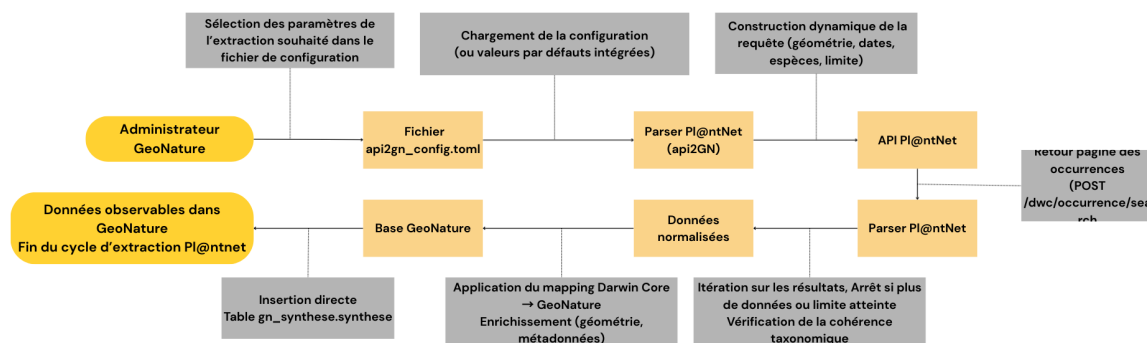 Sélection des paramètres de
l'extraction souhaité dans le
fichier de configuration
Chargement de la configuration
(ou valeurs par défauts intégrées)
Construction dynamique de la
requête (géométrie, dates,
espèces, limite)
Administrateur
GeoNature
Fichier
api2gn_config.toml
Parser Pl@ntNet
(api2GN)
API Pl@ntNet
Retour paginé des
occurrences
(POST
/dwc/occurrence/sea
rch
Données observables dans
GeoNature
Fin du cycle d'extraction Pl@ntnet
Base GeoNature
Données
normalisées
Parser Pl@ntNet
Insertion directe
Table gn_synthese.synthese
Application du mapping Darwin Core
→ GeoNature
Enrichissement (géométrie,
métadonnées)
Itération sur les résultats, Arrêt si plus
de données ou limite atteinte
Vérification de la cohérence
taxonomique